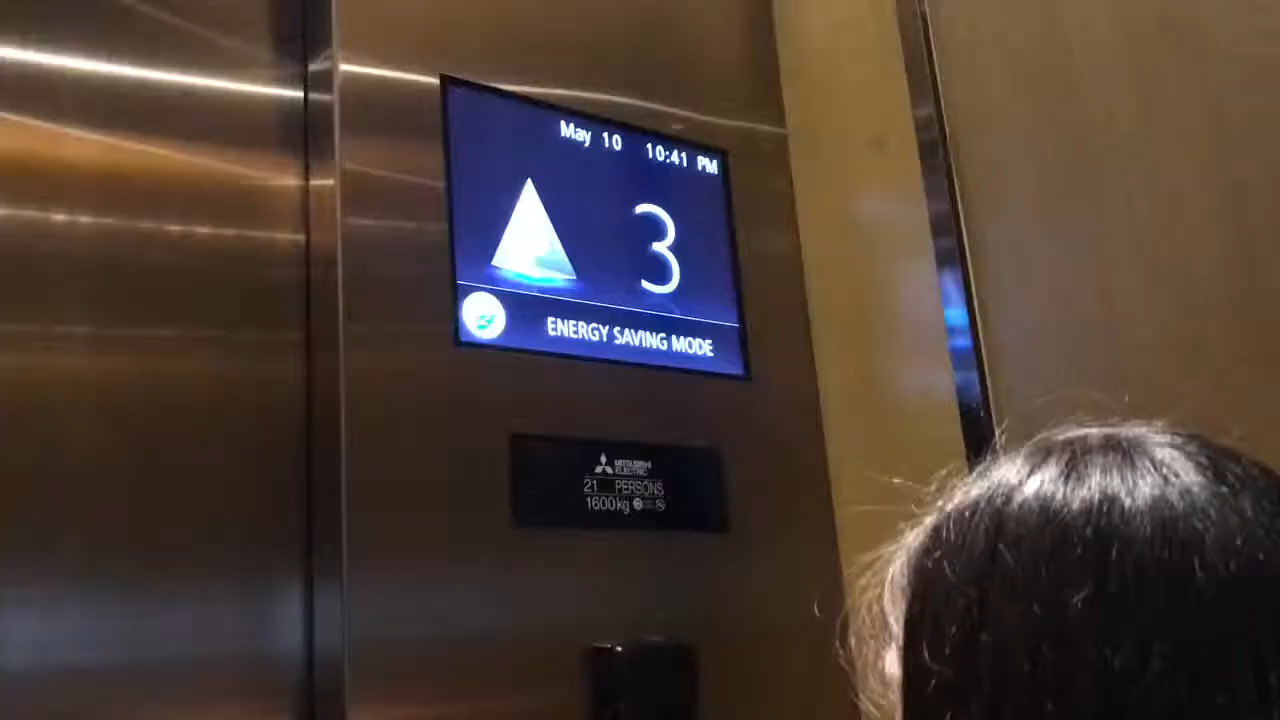 May 10 10:41 PM
3
ENERGY SAVING MODE
MITSUBISHI
ELECTRIC
21 PERSONS
1600kg